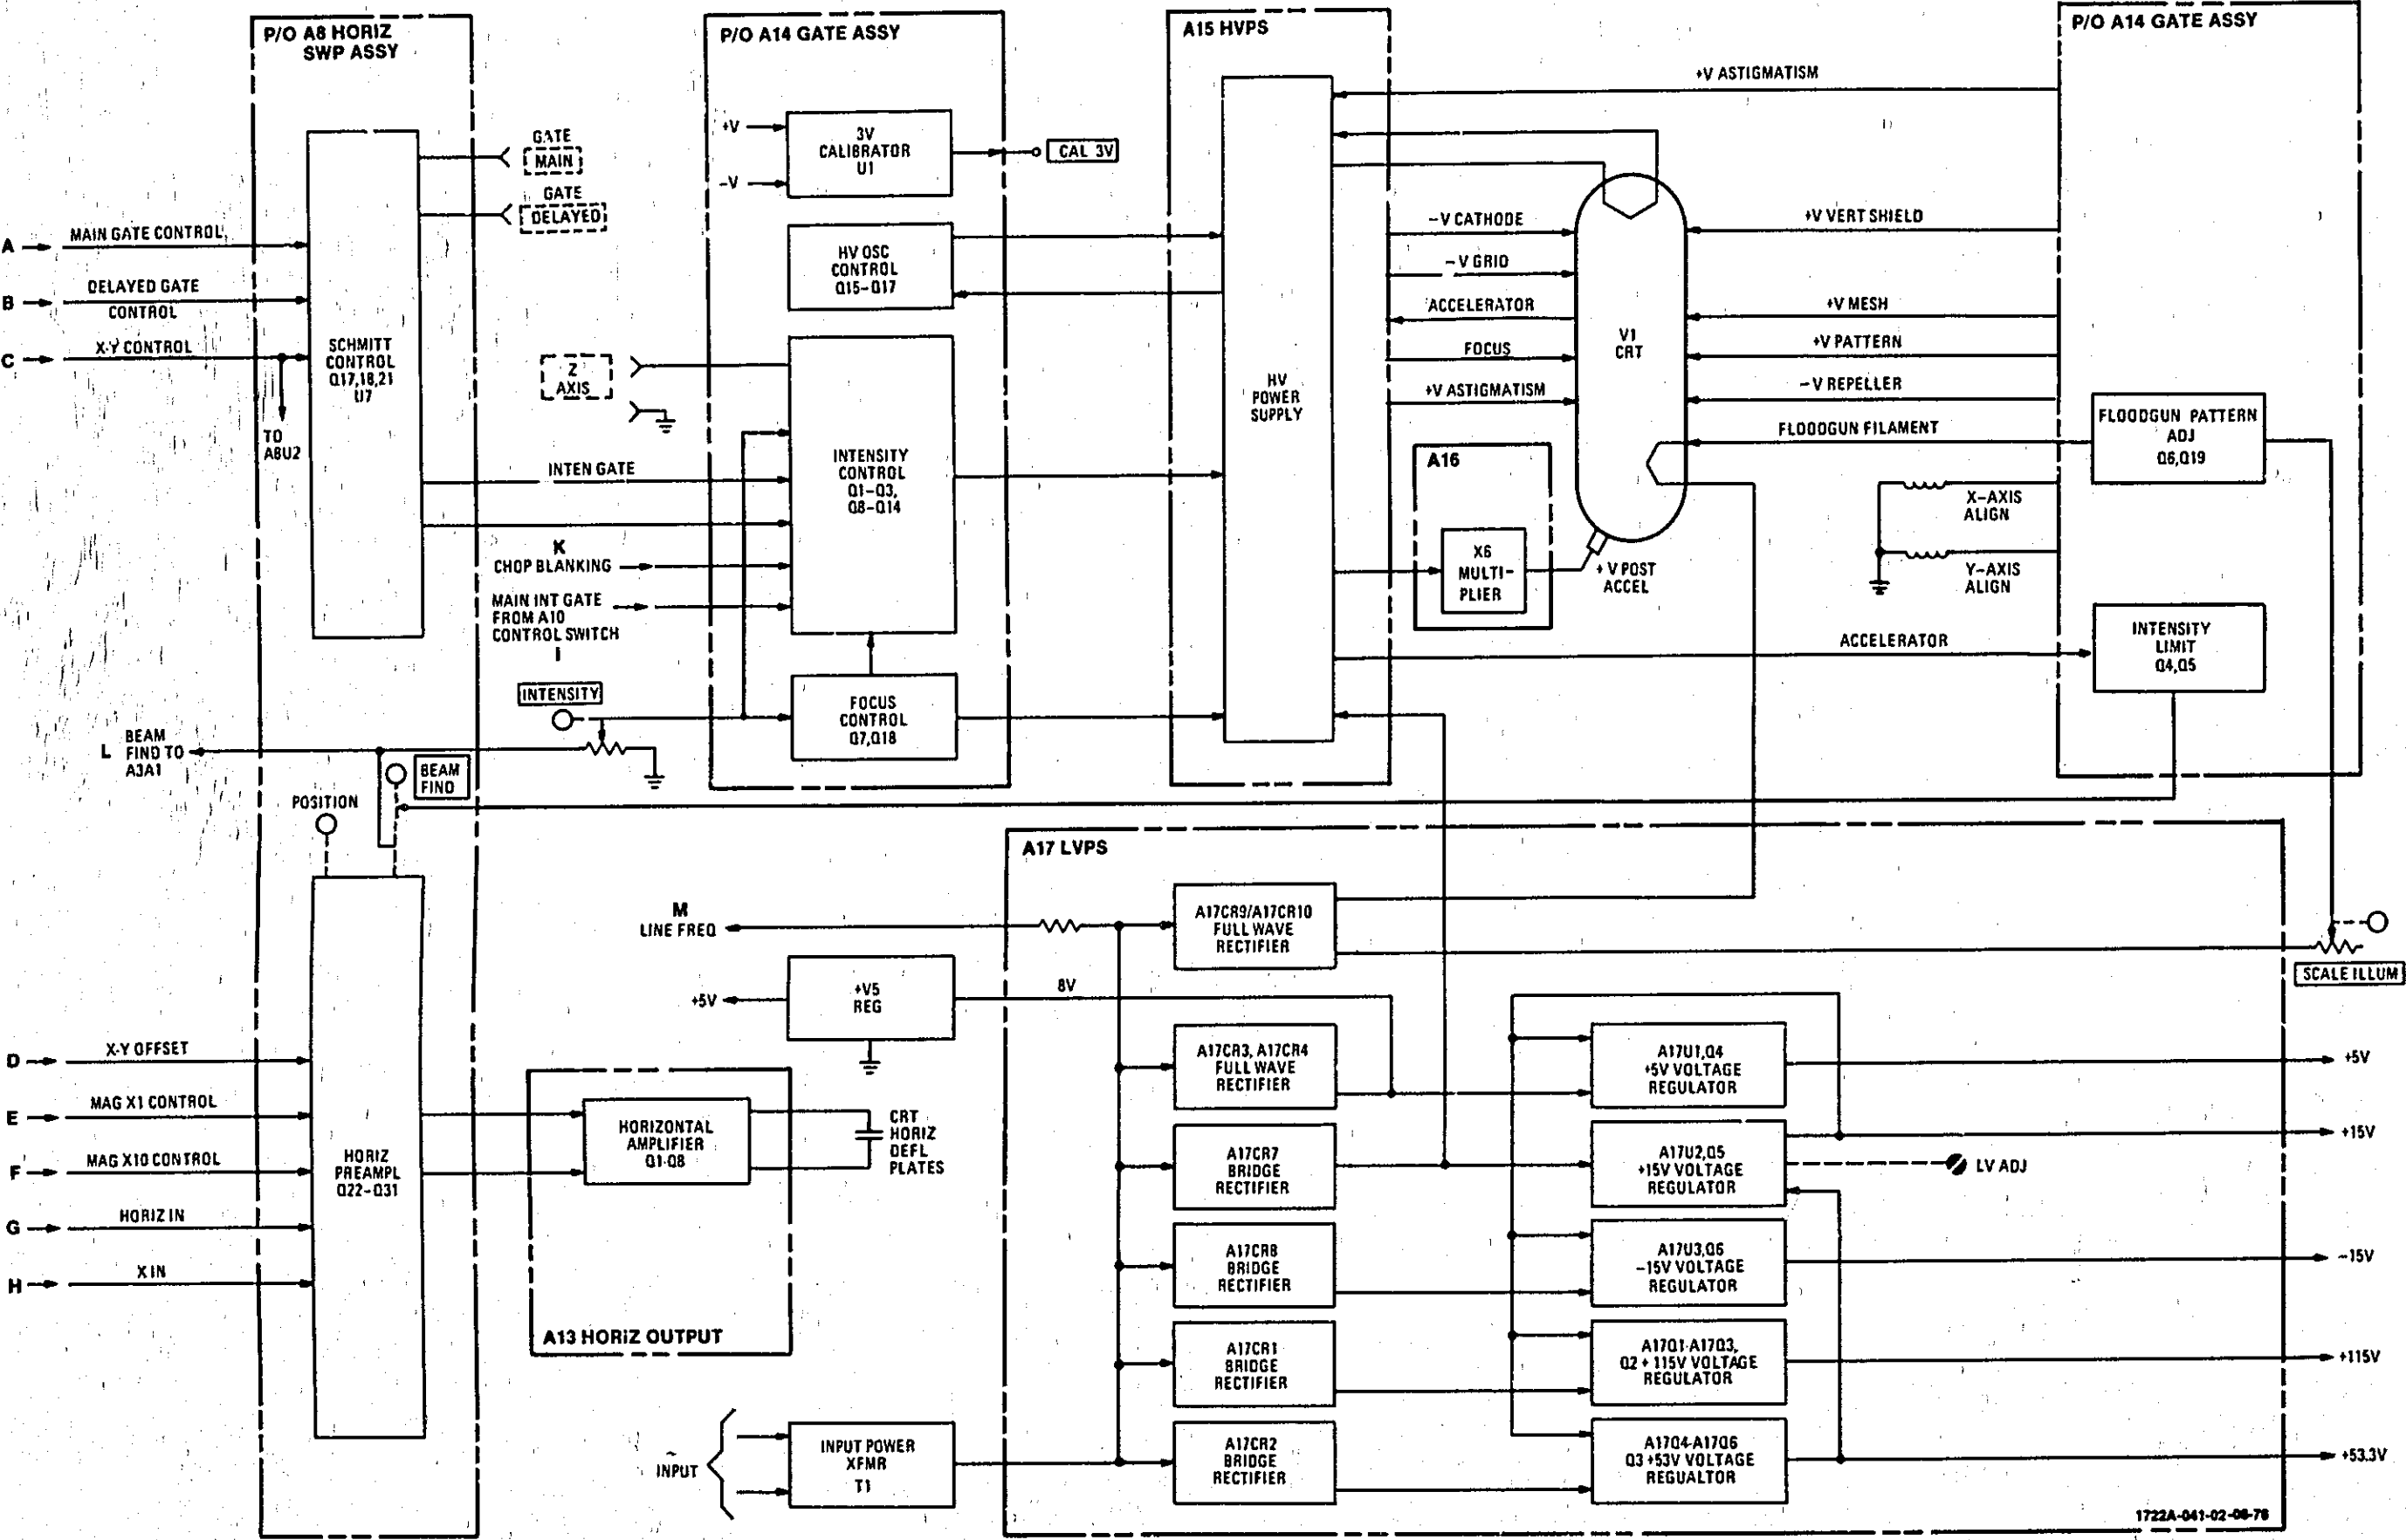 P/O A8 HORIZ
SWP ASSY
GATE
MAIN
GATE
DELAYED
A
MAIN GATE CONTROL
B
DELAYED GATE
CONTROL
C
X-Y CONTROL
SCHMITT
CONTROL
Q17,18,21
U7
TO
A8U2
L
BEAM
FIND TO
A3A1
BEAM
FIND
POSITION
D
X-Y OFFSET
E
MAG X1 CONTROL
F
MAG X10 CONTROL
G
HORIZ IN
H
X IN
HORIZ
PREAMPL
Q22-Q31
P/O A14 GATE ASSY
+V
-V
3V
CALIBRATOR
U1
CAL 3V
HV OSC
CONTROL
Q15-Q17
Z
AXIS
INTEN GATE
INTENSITY
CONTROL
Q1-Q3,
Q8-Q14
K
CHOP BLANKING
MAIN INT GATE
FROM A10
CONTROL SWITCH
I
INTENSITY
FOCUS
CONTROL
Q7,Q18
A15 HVPS
HV
POWER
SUPPLY
+V ASTIGMATISM
-V CATHODE
-V GRID
ACCELERATOR
FOCUS
+V ASTIGMATISM
A16
X6
MULTI-
PLIER
+V POST
ACCEL
V1
CRT
P/O A14 GATE ASSY
+V VERT SHIELD
+V MESH
+V PATTERN
-V REPELLER
FLOODGUN FILAMENT
FLOODGUN PATTERN
ADJ
Q6,Q19
X-AXIS
ALIGN
Y-AXIS
ALIGN
ACCELERATOR
INTENSITY
LIMIT
Q4,Q5
SCALE ILLUM
A17 LVPS
M
LINE FREQ
A17CR9/A17CR10
FULL WAVE
RECTIFIER
+5V
+V5
REG
8V
A17CR3, A17CR4
FULL WAVE
RECTIFIER
A17U1,Q4
+5V VOLTAGE
REGULATOR
+5V
HORIZONTAL
AMPLIFIER
Q1-Q8
CRT
HORIZ
DEFL
PLATES
A13 HORIZ OUTPUT
A17CR7
BRIDGE
RECTIFIER
A17U2,Q5
+15V VOLTAGE
REGULATOR
+15V
LV ADJ
A17CR8
BRIDGE
RECTIFIER
A17U3,Q6
-15V VOLTAGE
REGULATOR
-15V
A17CR1
BRIDGE
RECTIFIER
A17Q1-A17Q3,
Q2 + 115V VOLTAGE
REGULATOR
+115V
INPUT
INPUT POWER
XFMR
T1
A17CR2
BRIDGE
RECTIFIER
A17Q4-A17Q6
Q3 +53V VOLTAGE
REGUALTOR
+53.3V
1722A-041-02-06-76